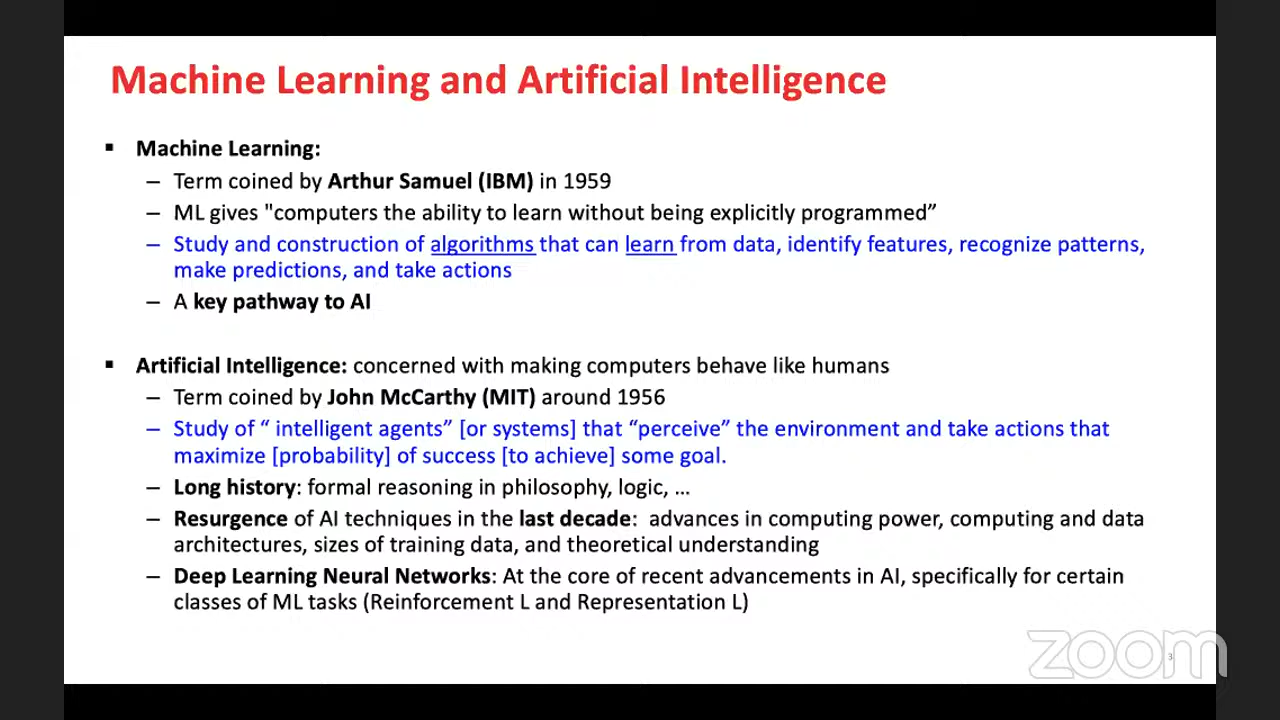 Machine Learning and Artificial Intelligence
▪ Machine Learning:
– Term coined by Arthur Samuel (IBM) in 1959
– ML gives "computers the ability to learn without being explicitly programmed”
– Study and construction of algorithms that can learn from data, identify features, recognize patterns,
make predictions, and take actions
– A key pathway to AI
▪ Artificial Intelligence: concerned with making computers behave like humans
– Term coined by John McCarthy (MIT) around 1956
– Study of “ intelligent agents” [or systems] that “perceive” the environment and take actions that
maximize [probability] of success [to achieve] some goal.
– Long history: formal reasoning in philosophy, logic, …
– Resurgence of AI techniques in the last decade: advances in computing power, computing and data
architectures, sizes of training data, and theoretical understanding
– Deep Learning Neural Networks: At the core of recent advancements in AI, specifically for certain
classes of ML tasks (Reinforcement L and Representation L)
zoom
3